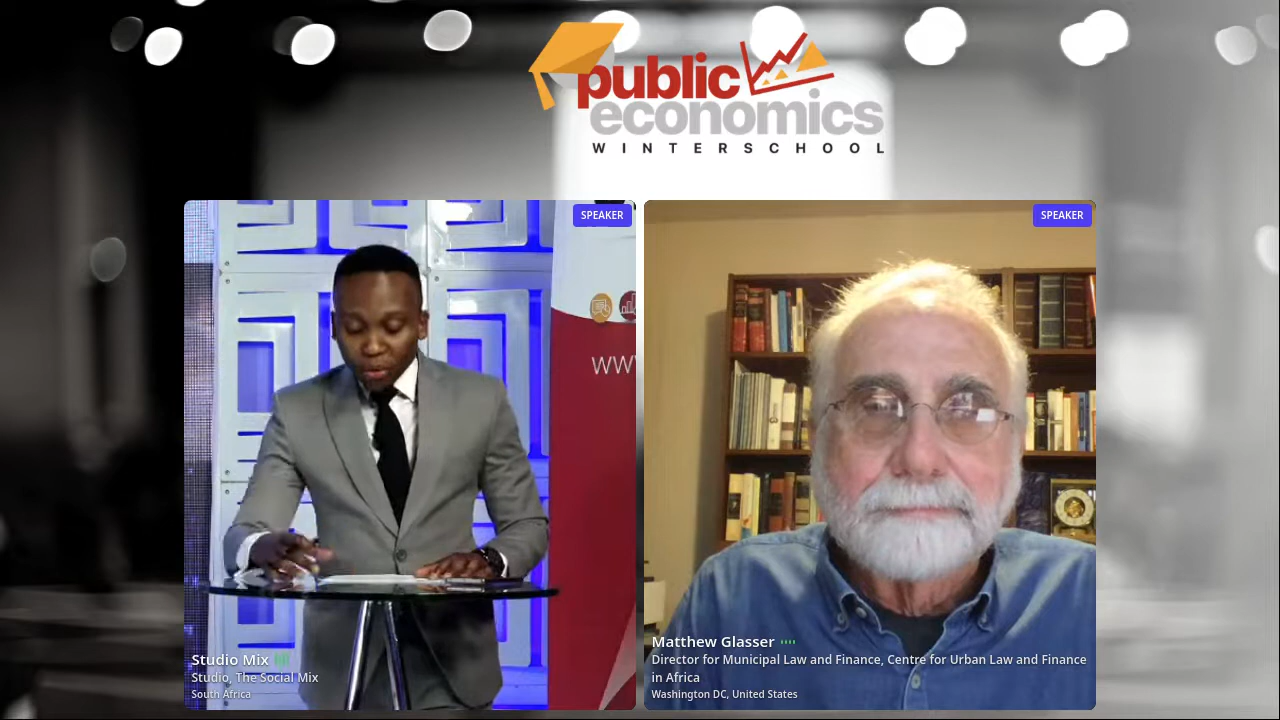 public
economics
WINTERSCHOOL
SPEAKER
SPEAKER
WW
Studio Mix
Studio, The Social Mix
South Africa
Matthew Glasser
Director for Municipal Law and Finance, Centre for Urban Law and Finance
in Africa
Washington DC, United States